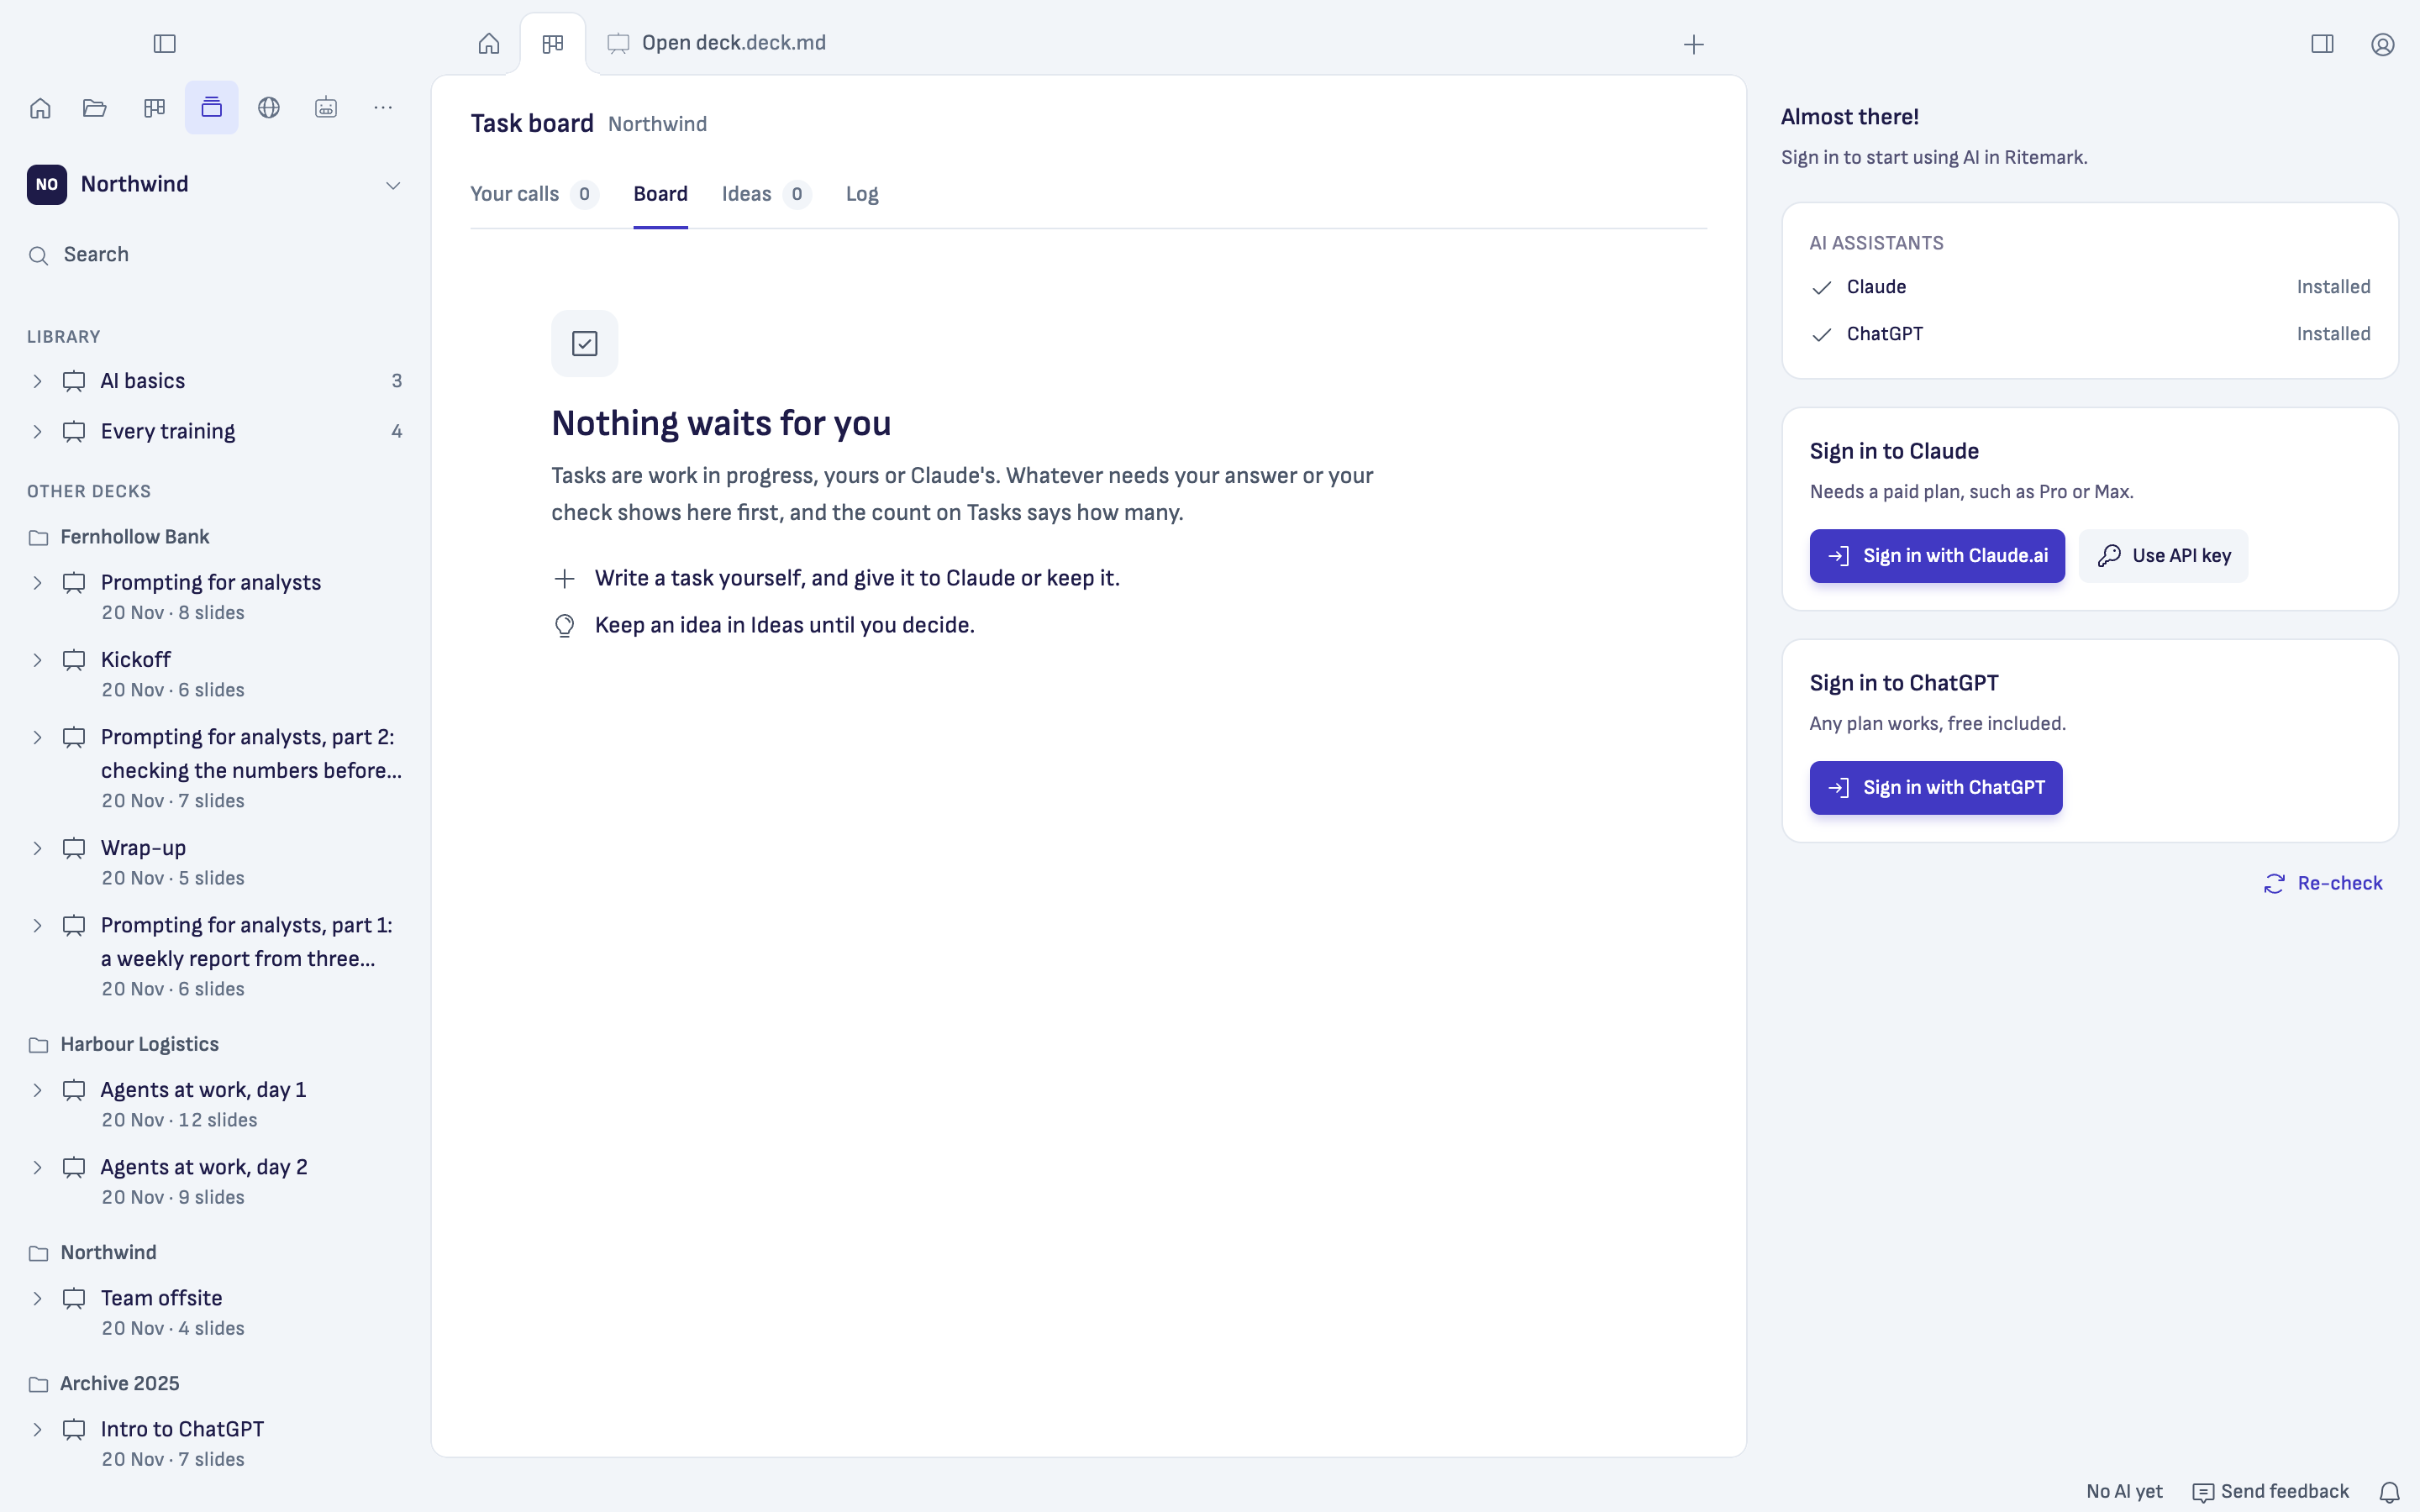 Open deck.deck.md
NO Northwind
Search
LIBRARY
AI basics 3
Every training 4
OTHER DECKS
Fernhollow Bank
Prompting for analysts
20 Nov · 8 slides
Kickoff
20 Nov · 6 slides
Prompting for analysts, part 2:
checking the numbers before...
20 Nov · 7 slides
Wrap-up
20 Nov · 5 slides
Prompting for analysts, part 1:
a weekly report from three...
20 Nov · 6 slides
Harbour Logistics
Agents at work, day 1
20 Nov · 12 slides
Agents at work, day 2
20 Nov · 9 slides
Northwind
Team offsite
20 Nov · 4 slides
Archive 2025
Intro to ChatGPT
20 Nov · 7 slides
Task board Northwind
Your calls 0 Board Ideas 0 Log
Nothing waits for you
Tasks are work in progress, yours or Claude's. Whatever needs your answer or your
check shows here first, and the count on Tasks says how many.
Write a task yourself, and give it to Claude or keep it.
Keep an idea in Ideas until you decide.
Almost there!
Sign in to start using AI in Ritemark.
AI ASSISTANTS
Claude Installed
ChatGPT Installed
Sign in to Claude
Needs a paid plan, such as Pro or Max.
Sign in with Claude.ai Use API key
Sign in to ChatGPT
Any plan works, free included.
Sign in with ChatGPT
Re-check
No AI yet Send feedback